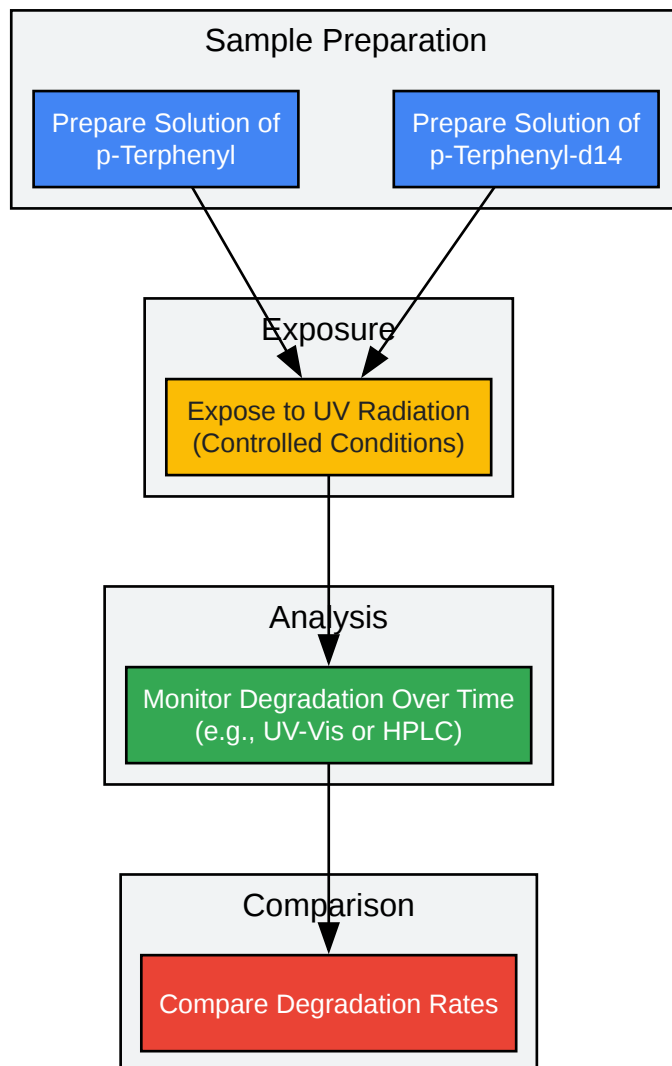 Sample Preparation
Prepare Solution of
p-Terphenyl
Prepare Solution of
p-Terphenyl-d14
Exposure
Expose to UV Radiation
(Controlled Conditions)
Analysis
Monitor Degradation Over Time
(e.g., UV-Vis or HPLC)
Comparison
Compare Degradation Rates